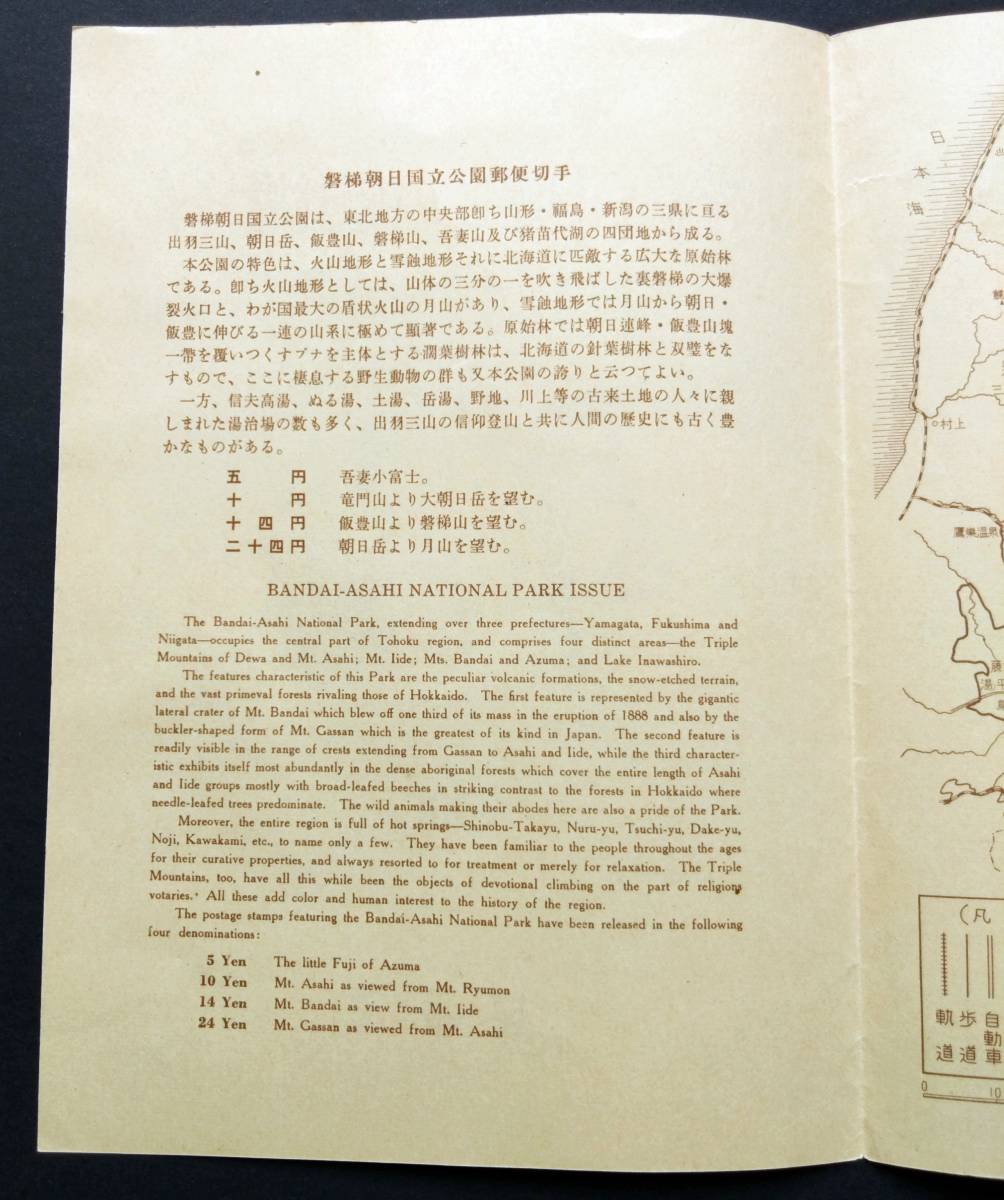 磐梯朝日国立公園郵便切手
磐梯朝日国立公園は、東北地方の中央部卽ち山形・福島・新潟の三県に亘る
出羽三山、朝日岳、飯豊山、磐梯山、吾妻山及び猪苗代湖の四団地から成る。
本公園の特色は、火山地形と雪蝕地形それに北海道に匹敵する広大な原始林
である。卽ち火山地形としては、山体の三分の一を吹き飛ばした裏磐梯の大爆
裂火口と、わが国最大の盾状火山の月山があり、雪蝕地形では月山から朝日・
飯豊に伸びる一連の山系に極めて顯著である。原始林では朝日連峰・飯豊山塊
一帶を覆いつくすブナを主体とする濶葉樹林は、北海道の針葉樹林と双璧をな
すもので、ここに棲息する野生動物の群も又本公園の誇りと云つてよい。
一方、信夫高湯、ぬる湯、土湯、岳湯、野地、川上等の古来土地の人々に親
しまれた湯治場の数も多く、出羽三山の信仰登山と共に人間の歷史にも古く豊
かなものがある。
五円 吾妻小富士。
十円 竜門山より大朝日岳を望む。
十四円 飯豊山より磐梯山を望む。
二十四円 朝日岳より月山を望む。
BANDAI-ASAHI NATIONAL PARK ISSUE
The Bandai-Asahi National Park, extending over three prefectures—Yamagata, Fukushima and
Niigata—occupies the central part of Tohoku region, and comprises four distinct areas—the Triple
Mountains of Dewa and Mt. Asahi; Mt. Iide; Mts. Bandai and Azuma; and Lake Inawashiro.
The features characteristic of this Park are the peculiar volcanic formations, the snow-etched terrain,
and the vast primeval forests rivaling those of Hokkaido. The first feature is represented by the gigantic
lateral crater of Mt. Bandai which blew off one third of its mass in the eruption of 1888 and also by the
buckler-shaped form of Mt. Gassan which is the greatest of its kind in Japan. The second feature is
readily visible in the range of crests extending from Gassan to Asahi and Iide, while the third character-
istic exhibits itself most abundantly in the dense aboriginal forests which cover the entire length of Asahi
and Iide groups mostly with broad-leafed beeches in striking contrast to the forests in Hokkaido where
needle-leafed trees predominate. The wild animals making their abodes here are also a pride of the Park.
Moreover, the entire region is full of hot springs—Shinobu-Takayu, Nuru-yu, Tsuchi-yu, Dake-yu,
Noji, Kawakami, etc., to name only a few. They have been familiar to the people throughout the ages
for their curative properties, and always resorted to for treatment or merely for relaxation. The Triple
Mountains, too, have all this while been the objects of devotional climbing on the part of religions
votaries. All these add color and human interest to the history of the region.
The postage stamps featuring the Bandai-Asahi National Park have been released in the following
four denominations:
5 Yen The little Fuji of Azuma
10 Yen Mt. Asahi as viewed from Mt. Ryumon
14 Yen Mt. Bandai as view from Mt. Iide
24 Yen Mt. Gassan as viewed from Mt. Asahi
日本海
村上
鷹巢温泉
湯平
(凡
軌道
歩道
自動車
0 10